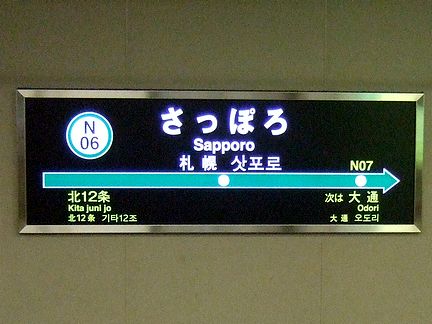 N
06
さっぽろ
Sapporo
札幌 삿포로
N07
北12条
Kita juni jo
北12条 기타12조
次は 大通
Odori
大通 오도리